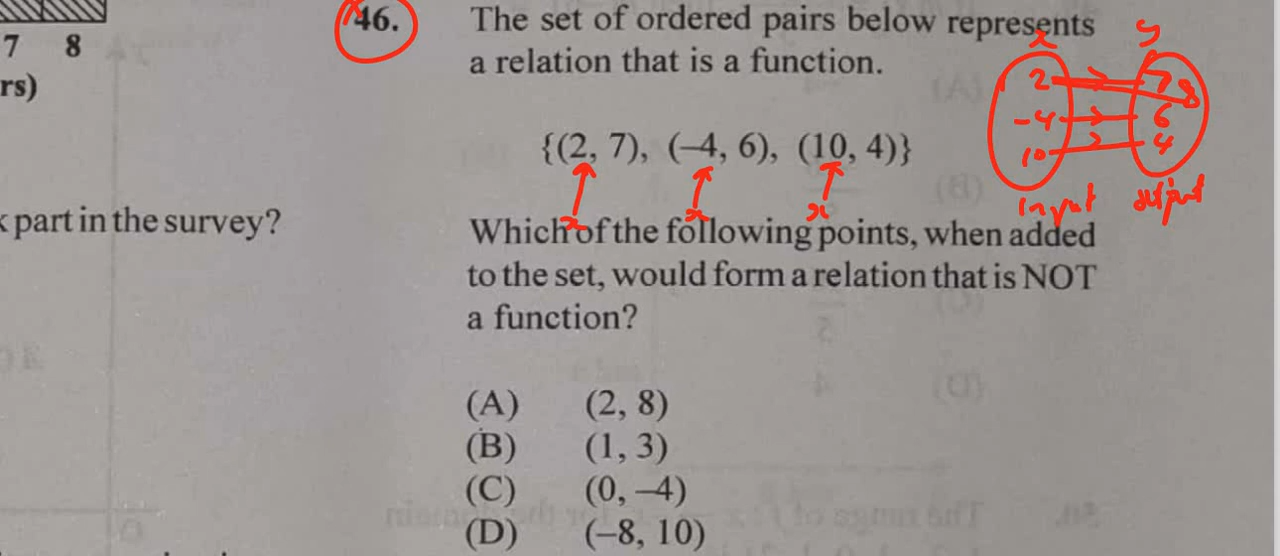 7 8
rs)
part in the survey?
46. The set of ordered pairs below represents
a relation that is a function.
{(2, 7), (–4, 6), (10, 4)}
x x x
Which of the following points, when added
to the set, would form a relation that is NOT
a function?
(A) (2, 8)
(B) (1, 3)
(C) (0, –4)
(D) (–8, 10)
x y
2 7 8
-4 6
10 4
input output